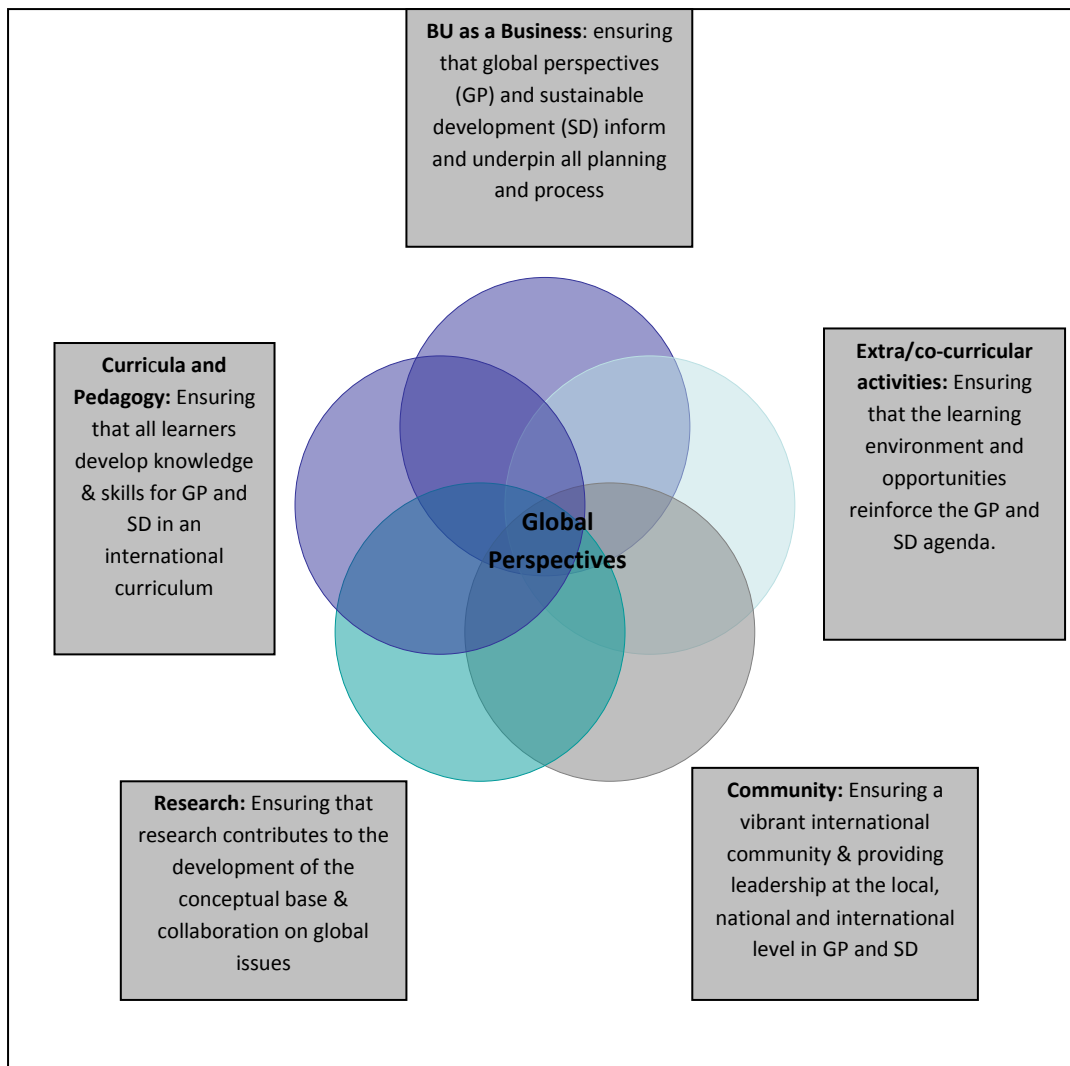 BU as a Business: ensuring
that global perspectives
(GP) and sustainable
development (SD) inform
and underpin all planning
and process
Curricula and
Pedagogy: Ensuring
that all learners
develop knowledge
& skills for GP and
SD in an
international
curriculum
Extra/co-curricular
activities: Ensuring
that the learning
environment and
opportunities
reinforce the GP and
SD agenda.
Global
Perspectives
Research: Ensuring that
research contributes to the
development of the
conceptual base &
collaboration on global
issues
Community: Ensuring a
vibrant international
community & providing
leadership at the local,
national and international
level in GP and SD